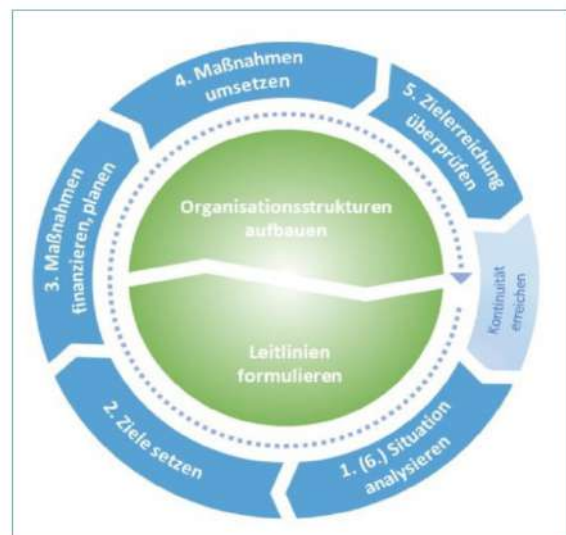 4. Maßnahmen
umsetzen
5. Zielerreichung
überprüfen
3. Maßnahmen
finanzieren, planen
Organisationsstrukturen
aufbauen
Kontinuität
erreichen
Leitlinien
formulieren
2. Ziele setzen
1. (6.) Situation
analysieren